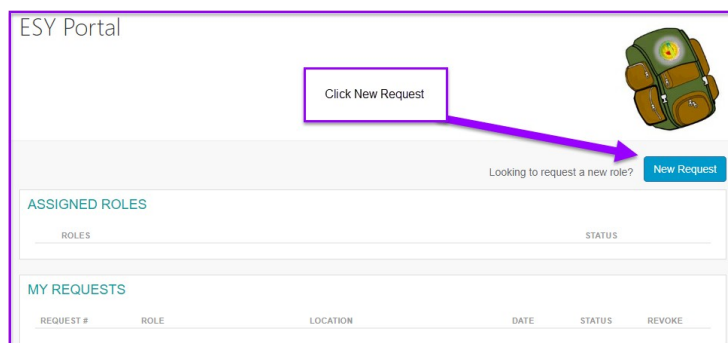 ESY Portal
Click New Request
Looking to request a new role? New Request
ASSIGNED ROLES
ROLES STATUS
MY REQUESTS
REQUEST # ROLE LOCATION DATE STATUS REVOKE